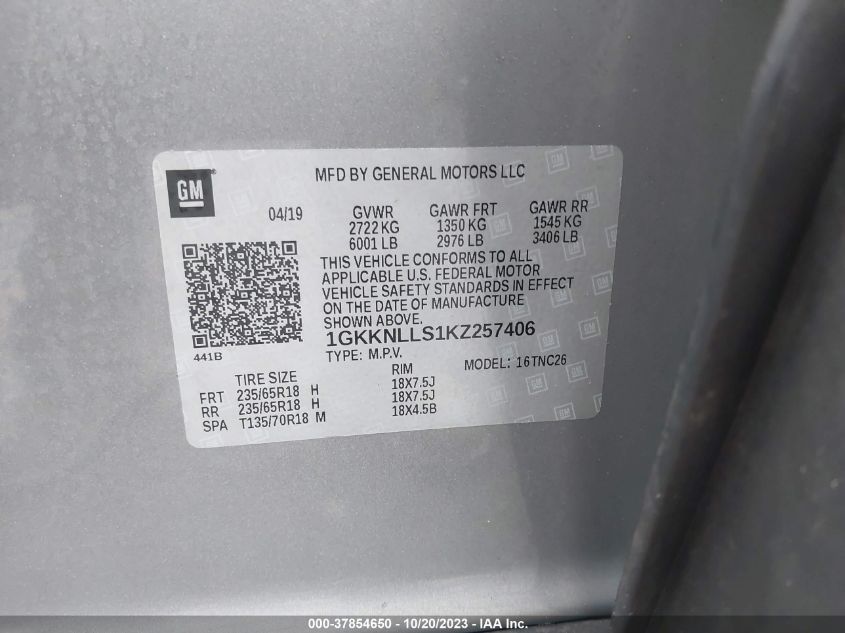 GM
MFD BY GENERAL MOTORS LLC
04/19 GVWR GAWR FRT GAWR RR
2722 KG 1350 KG 1545 KG
6001 LB 2976 LB 3406 LB
THIS VEHICLE CONFORMS TO ALL
APPLICABLE U.S. FEDERAL MOTOR
VEHICLE SAFETY STANDARDS IN EFFECT
ON THE DATE OF MANUFACTURE
SHOWN ABOVE.
441B
1GKKNLLS1KZ257406
TYPE: M.P.V. MODEL: 16TNC26
TIRE SIZE RIM
FRT 235/65R18 H 18X7.5J
RR 235/65R18 H 18X7.5J
SPA T135/70R18 M 18X4.5B
000-37854650 - 10/20/2023 - IAA Inc.